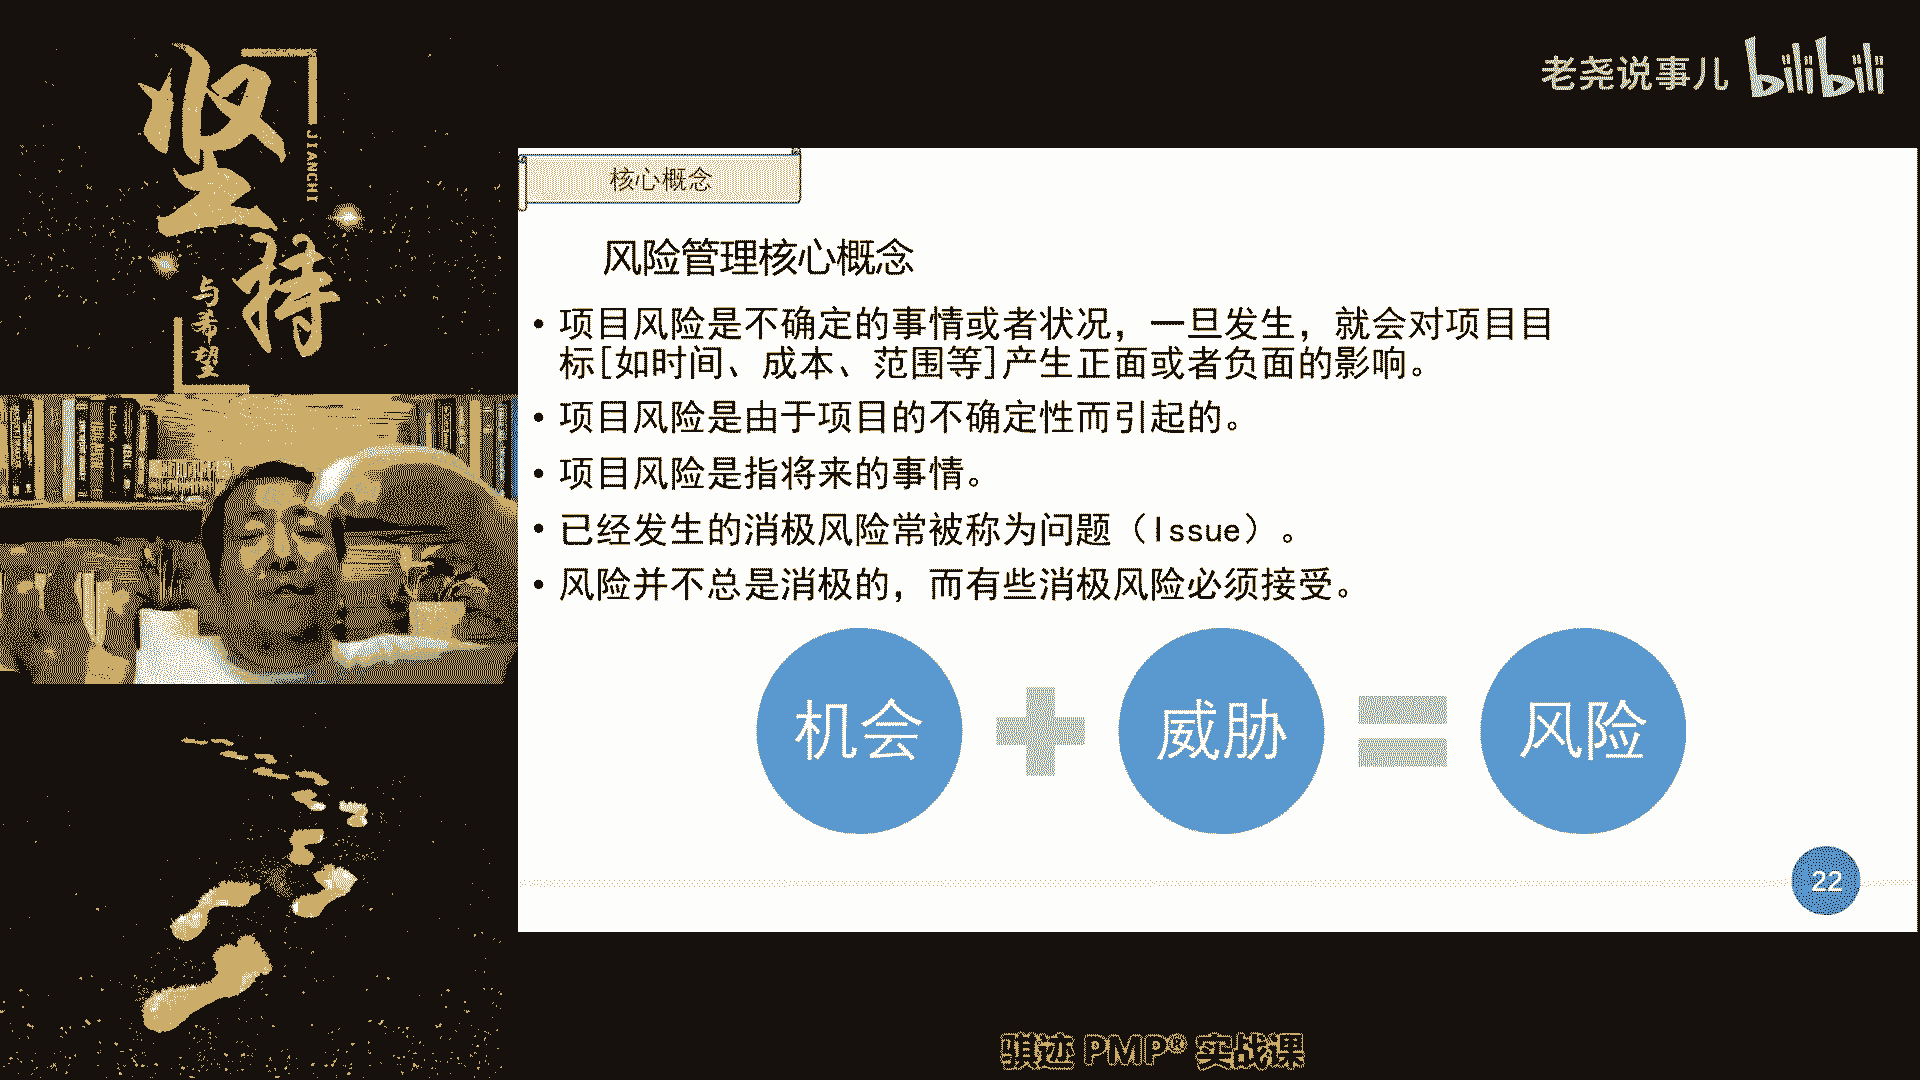 坚持
JIANCHI
与希望
老尧说事儿 bilibili
核心概念
风险管理核心概念
• 项目风险是不确定的事情或者状况，一旦发生，就会对项目目
标[如时间、成本、范围等]产生正面或者负面的影响。
• 项目风险是由于项目的不确定性而引起的。
• 项目风险是指将来的事情。
• 已经发生的消极风险常被称为问题（Issue）。
• 风险并不总是消极的，而有些消极风险必须接受。
机会 + 威胁 = 风险
22
骐迹 PMP® 实战课